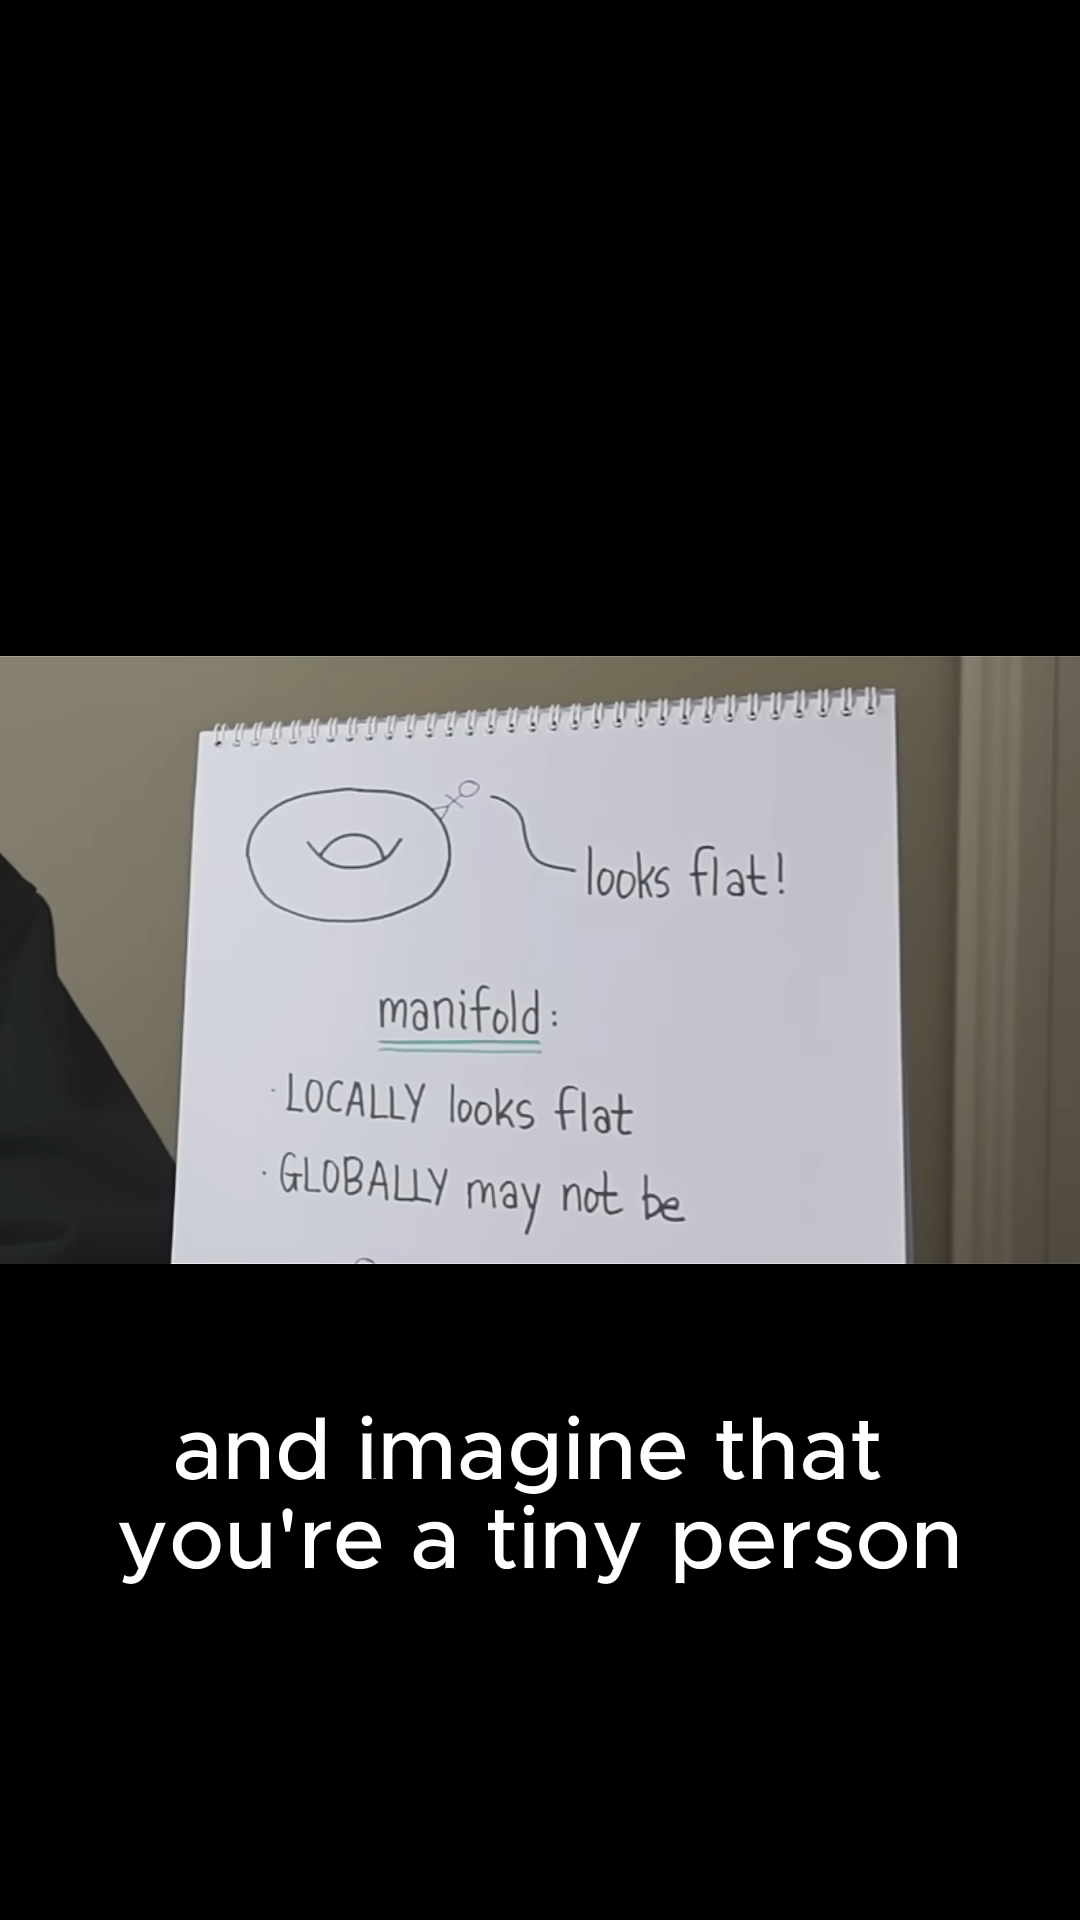 looks flat!
manifold:
· LOCALLY looks flat
· GLOBALLY may not be
and imagine that
you're a tiny person